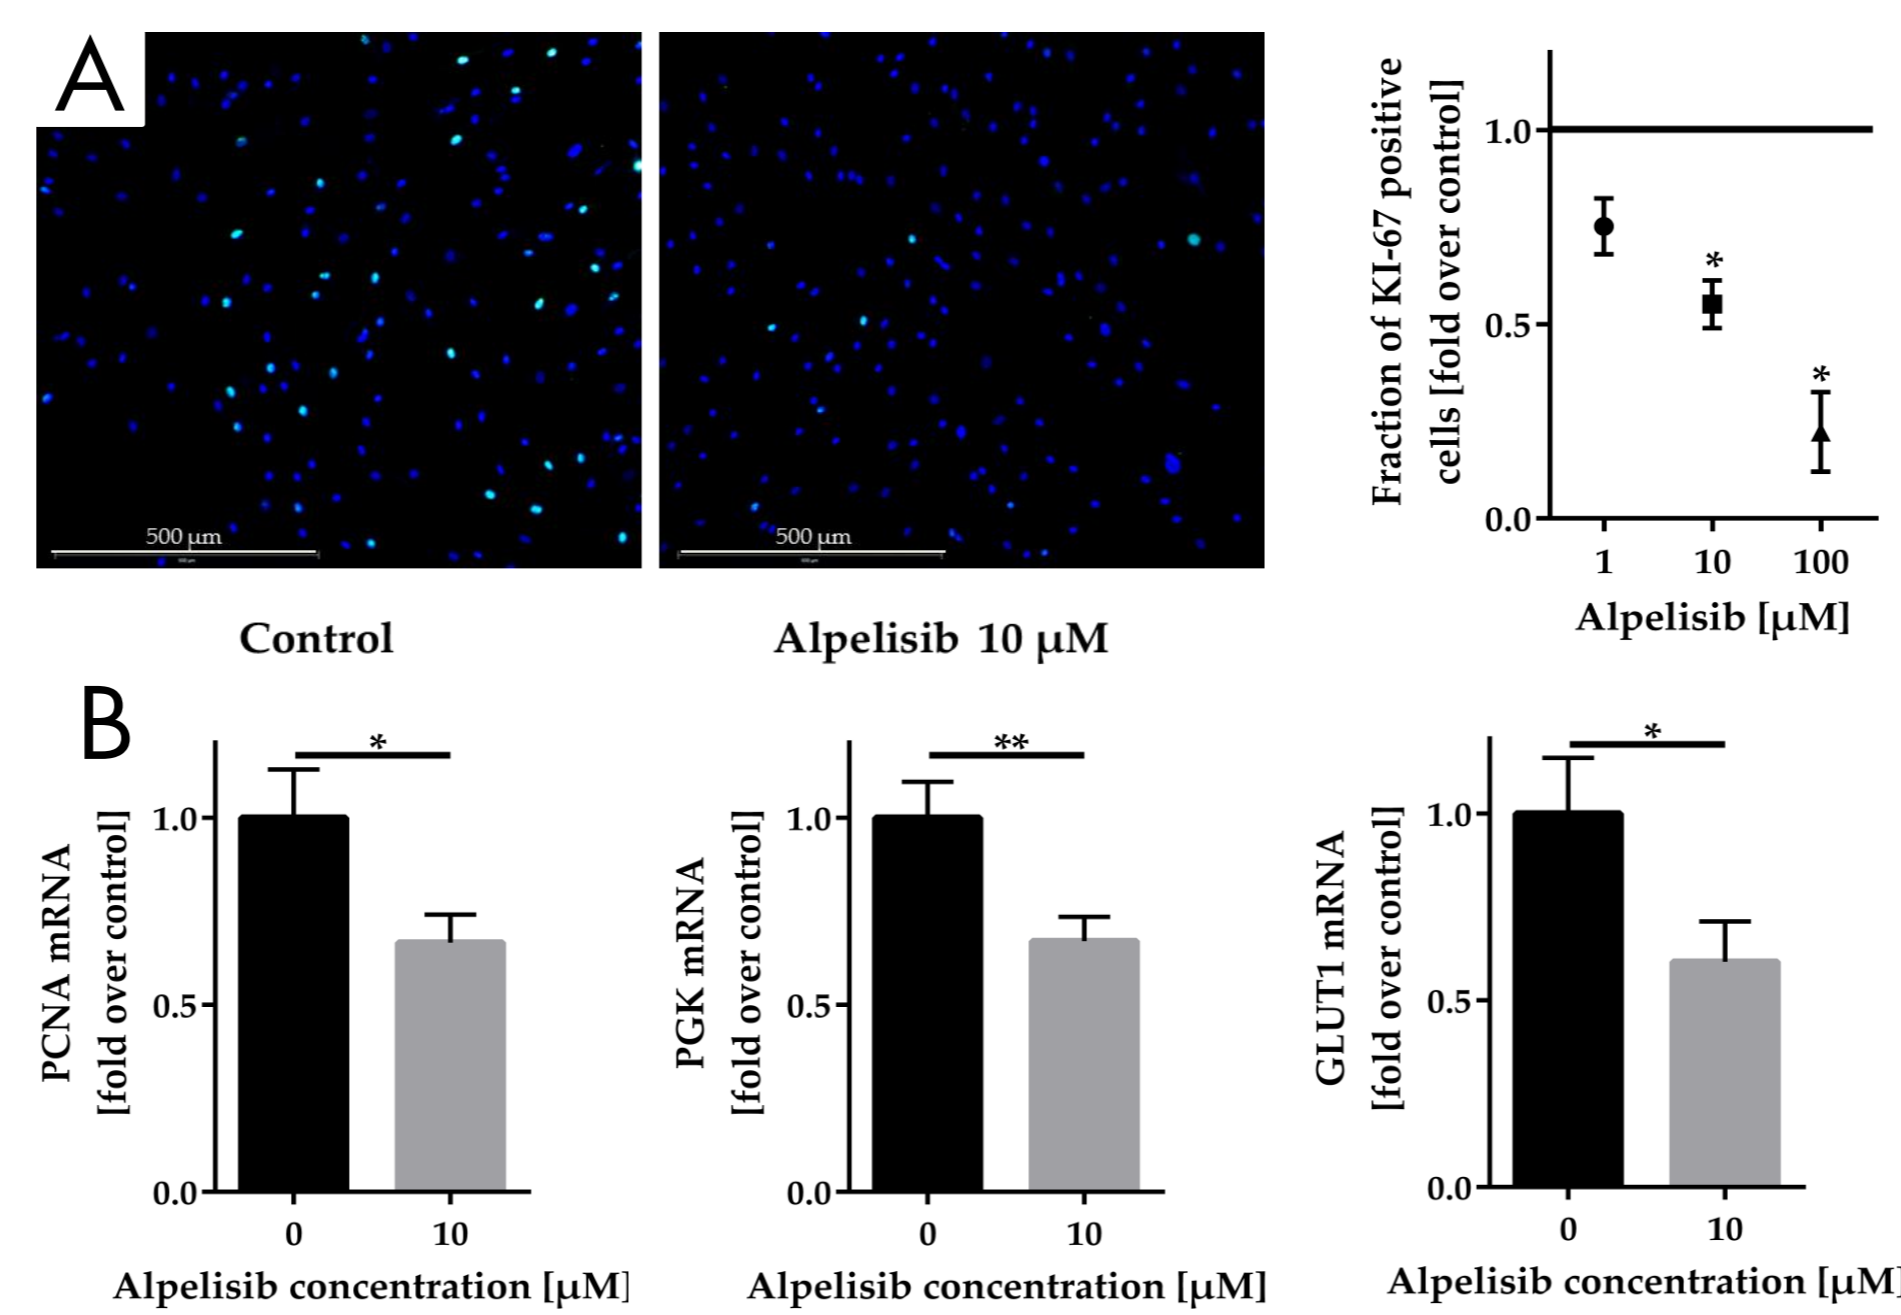 A
500 µm
500 µm
Control
Alpelisib 10 µM
Fraction of KI-67 positive
cells [fold over control]
1.0
0.5
0.0
*
*
1 10 100
Alpelisib [µM]
B
PCNA mRNA
[fold over control]
1.0
0.5
0.0
*
0 10
Alpelisib concentration [µM]
PGK mRNA
[fold over control]
1.0
0.5
0.0
**
0 10
Alpelisib concentration [µM]
GLUT1 mRNA
[fold over control]
1.0
0.5
0.0
*
0 10
Alpelisib concentration [µM]